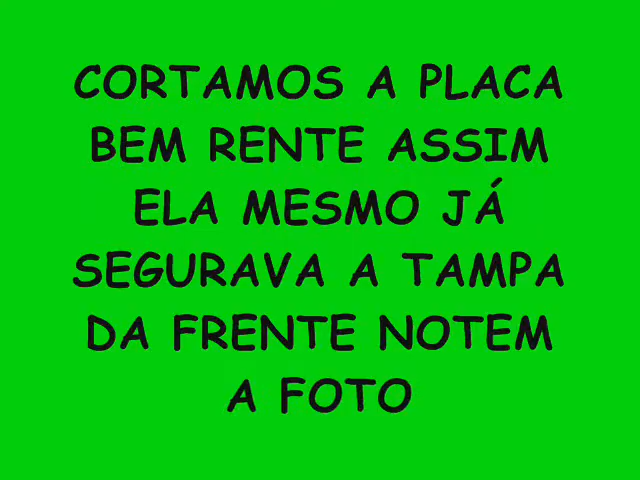 CORTAMOS A PLACA
BEM RENTE ASSIM
ELA MESMO JÁ
SEGURAVA A TAMPA
DA FRENTE NOTEM
A FOTO